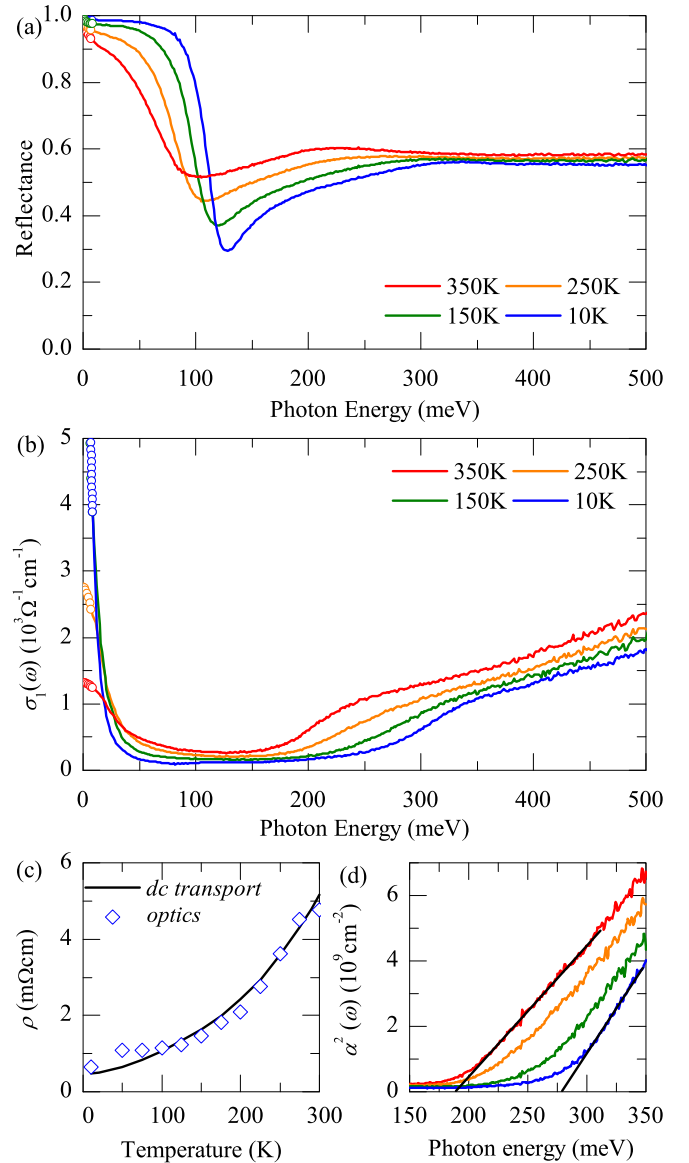 (a)
1.0
0.8
0.6
0.4
0.2
0.0
Reflectance
350K 250K
150K 10K
0 100 200 300 400 500
Photon Energy (meV)
(b)
5
4
3
2
1
0
σ₁(ω) (10³Ω⁻¹cm⁻¹)
350K 250K
150K 10K
0 100 200 300 400 500
Photon Energy (meV)
(c)
6
4
2
0
ρ (mΩcm)
dc transport
optics
0 100 200 300
Temperature (K)
(d)
6
4
2
0
α² (ω) (10⁹cm⁻²)
150 200 250 300 350
Photon energy (meV)